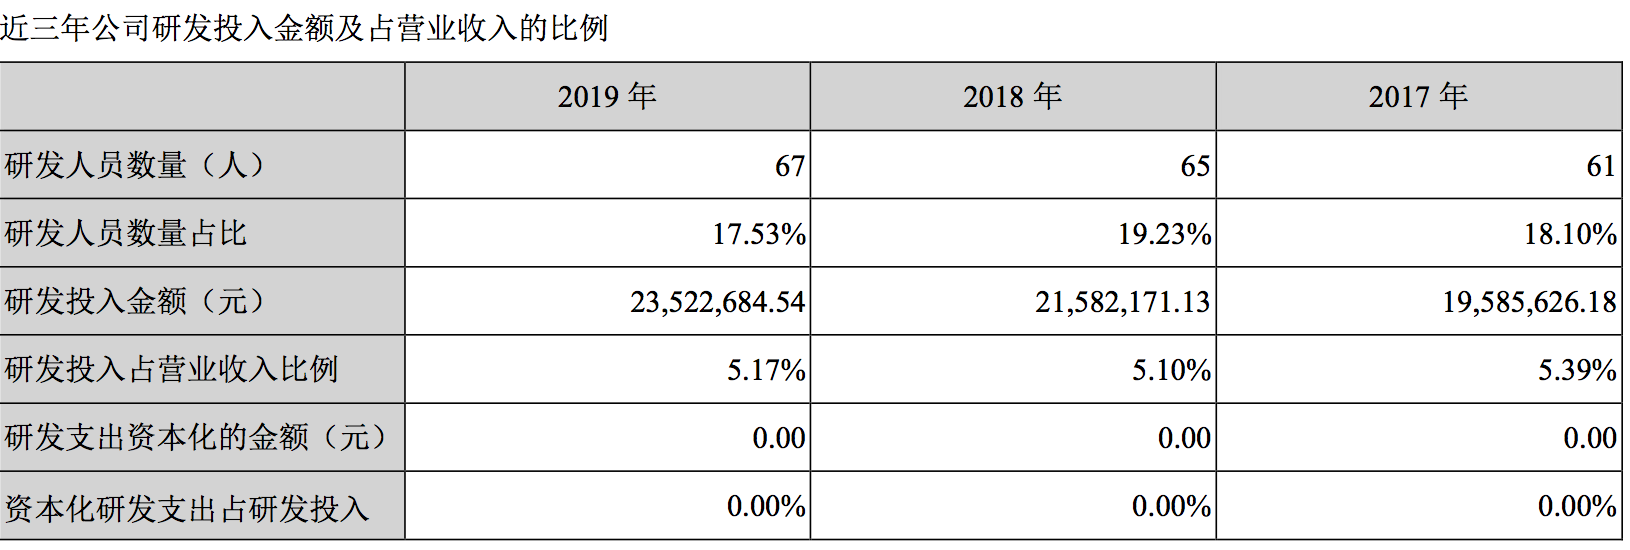 近三年公司研发投入金额及占营业收入的比例
2019 年 2018 年 2017 年
研发人员数量（人） 67 65 61
研发人员数量占比 17.53% 19.23% 18.10%
研发投入金额（元） 23,522,684.54 21,582,171.13 19,585,626.18
研发投入占营业收入比例 5.17% 5.10% 5.39%
研发支出资本化的金额（元） 0.00 0.00 0.00
资本化研发支出占研发投入 0.00% 0.00% 0.00%